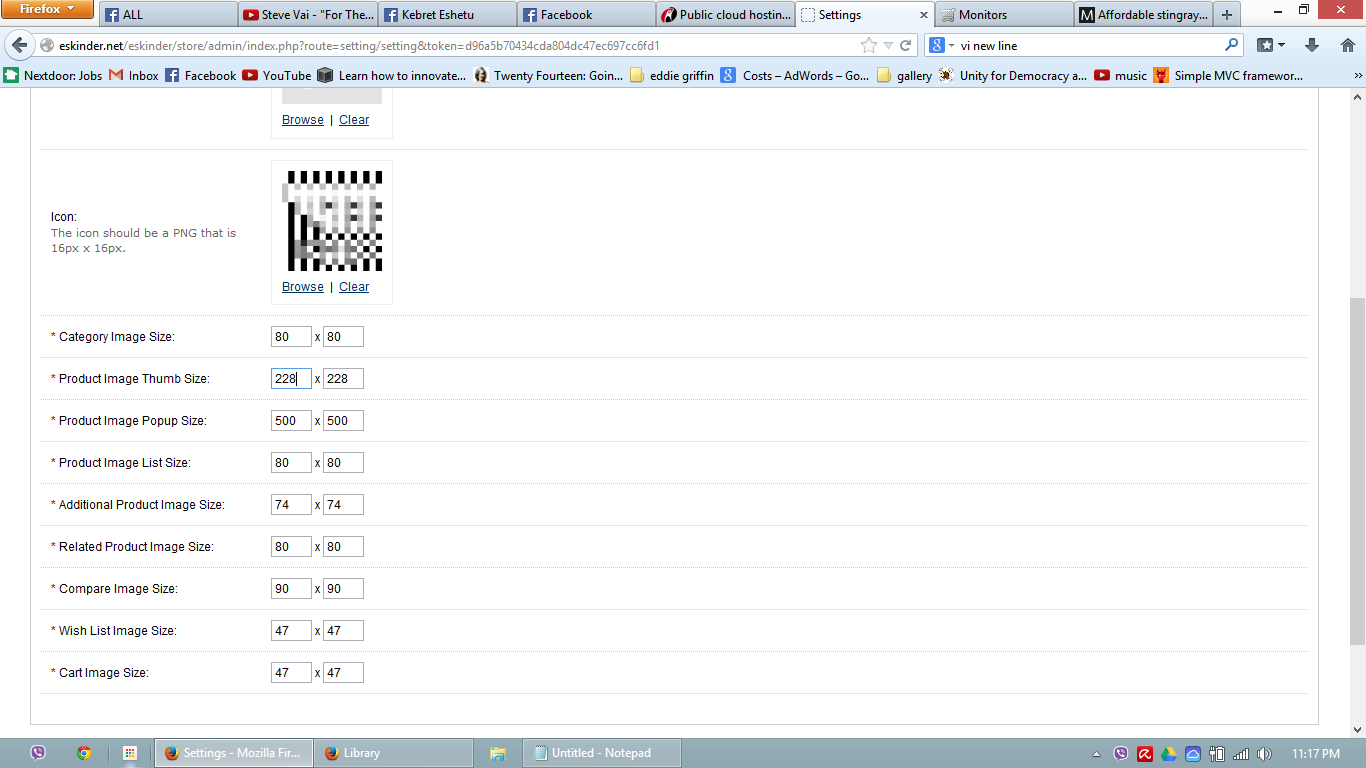 Firefox
ALL
Steve Vai - "For The...
Kebret Eshetu
Facebook
Public cloud hostin...
Settings
Monitors
Affordable stingray...
eskinder.net/eskinder/store/admin/index.php?route=setting/setting&token=d96a5b70434cda804dc47ec697cc6fd1
vi new line
Nextdoor: Jobs
Inbox
Facebook
YouTube
Learn how to innovate...
Twenty Fourteen: Goin...
eddie griffin
Costs – AdWords – Go...
gallery
Unity for Democracy a...
music
Simple MVC framewor...
Browse | Clear
Icon:
The icon should be a PNG that is
16px x 16px.
Browse | Clear
* Category Image Size: 80 x 80
* Product Image Thumb Size: 228 x 228
* Product Image Popup Size: 500 x 500
* Product Image List Size: 80 x 80
* Additional Product Image Size: 74 x 74
* Related Product Image Size: 80 x 80
* Compare Image Size: 90 x 90
* Wish List Image Size: 47 x 47
* Cart Image Size: 47 x 47
Settings - Mozilla Fir...
Library
Untitled - Notepad
11:17 PM